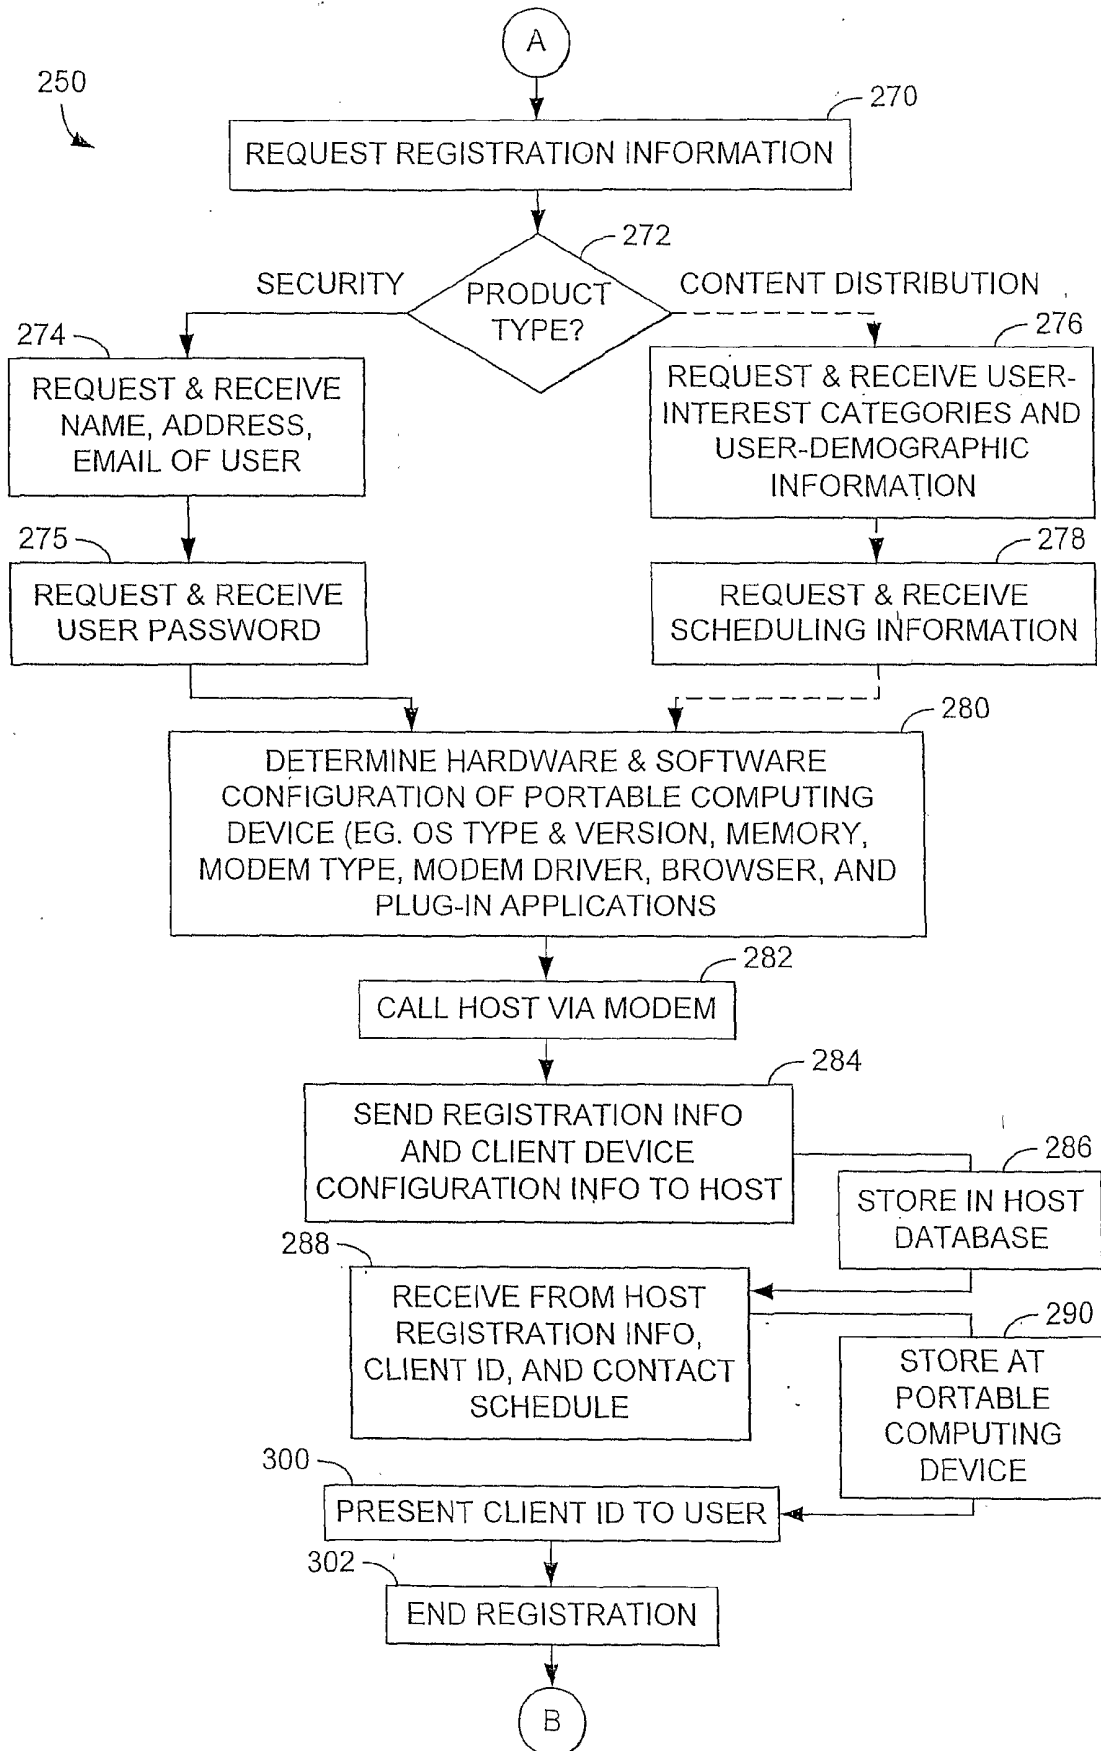 A
250
270
REQUEST REGISTRATION INFORMATION
272
SECURITY
PRODUCT
TYPE?
CONTENT DISTRIBUTION
274
REQUEST & RECEIVE
NAME, ADDRESS,
EMAIL OF USER
276
REQUEST & RECEIVE USER-
INTEREST CATEGORIES AND
USER-DEMOGRAPHIC
INFORMATION
275
REQUEST & RECEIVE
USER PASSWORD
278
REQUEST & RECEIVE
SCHEDULING INFORMATION
280
DETERMINE HARDWARE & SOFTWARE
CONFIGURATION OF PORTABLE COMPUTING
DEVICE (EG. OS TYPE & VERSION, MEMORY,
MODEM TYPE, MODEM DRIVER, BROWSER, AND
PLUG-IN APPLICATIONS
282
CALL HOST VIA MODEM
284
SEND REGISTRATION INFO
AND CLIENT DEVICE
CONFIGURATION INFO TO HOST
286
STORE IN HOST
DATABASE
288
RECEIVE FROM HOST
REGISTRATION INFO,
CLIENT ID, AND CONTACT
SCHEDULE
290
STORE AT
PORTABLE
COMPUTING
DEVICE
300
PRESENT CLIENT ID TO USER
302
END REGISTRATION
B